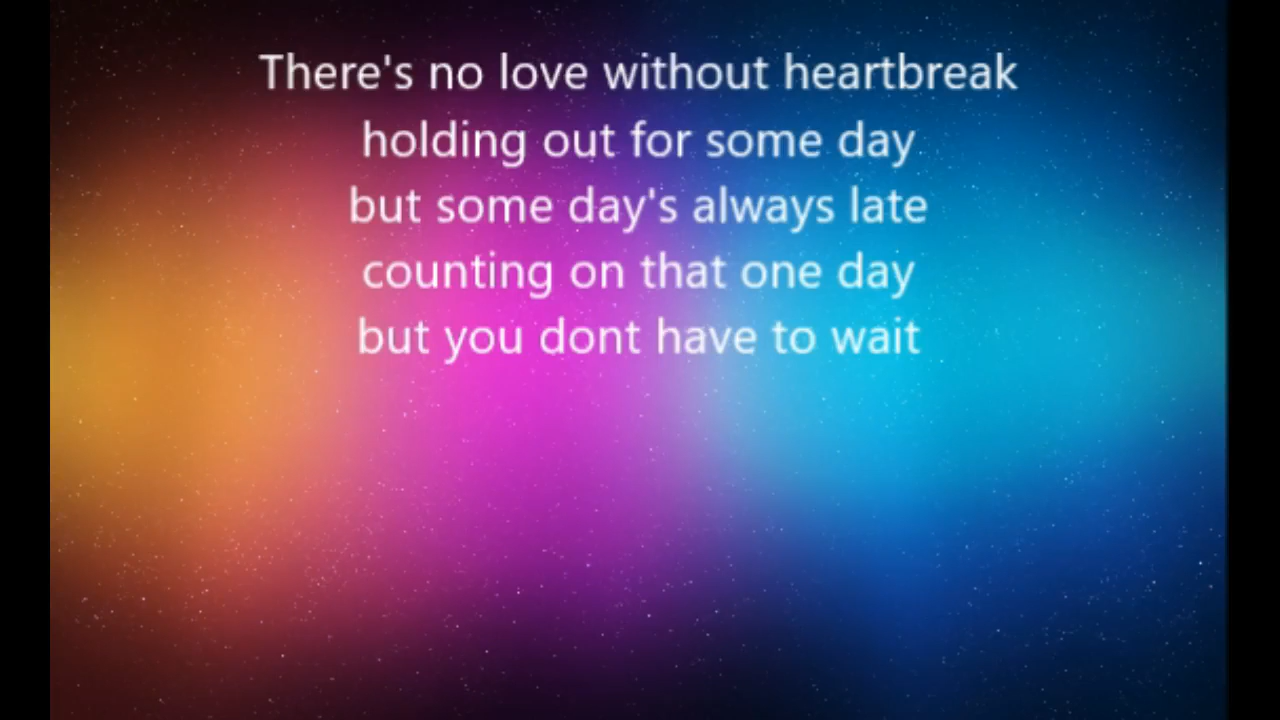 There's no love without heartbreak
holding out for some day
but some day's always late
counting on that one day
but you dont have to wait